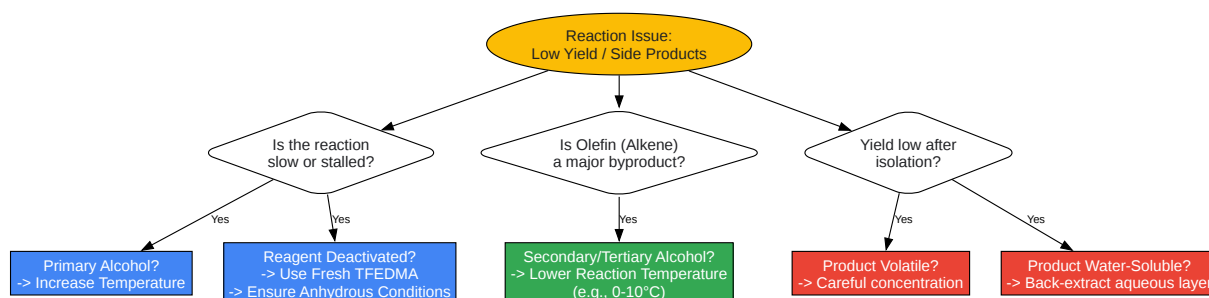 Reaction Issue:
Low Yield / Side Products
Is the reaction
slow or stalled?
Is Olefin (Alkene)
a major byproduct?
Yield low after
isolation?
Yes
Yes
Yes
Yes
Yes
Primary Alcohol?
-> Increase Temperature
Reagent Deactivated?
-> Use Fresh TFEDMA
-> Ensure Anhydrous Conditions
Secondary/Tertiary Alcohol?
-> Lower Reaction Temperature
(e.g., 0-10°C)
Product Volatile?
-> Careful concentration
Product Water-Soluble?
-> Back-extract aqueous layer